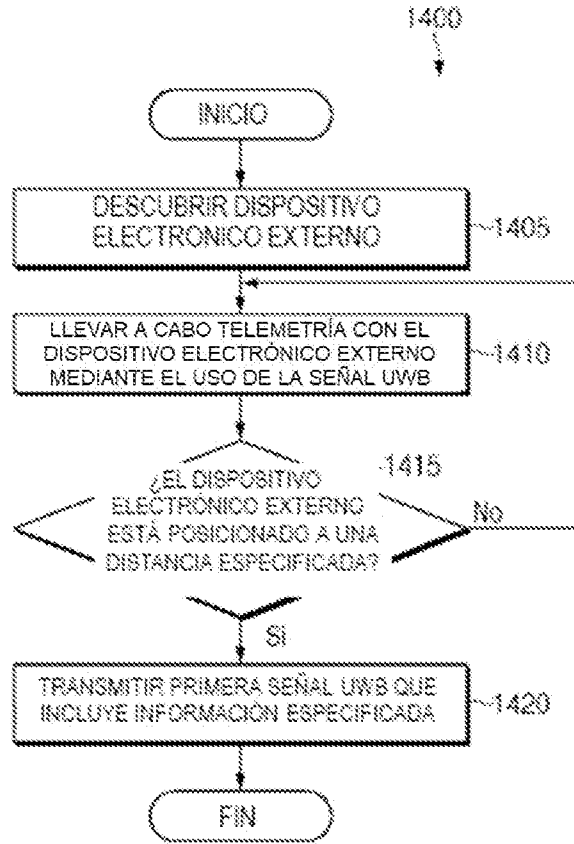 1400
INICIO
DESCUBRIR DISPOSITIVO
ELECTRONICO EXTERNO
1405
LLEVAR A CABO TELEMETRÍA CON EL
DISPOSITIVO ELECTRÓNICO EXTERNO
MEDIANTE EL USO DE LA SEÑAL UWB
1410
¿EL DISPOSITIVO
ELECTRÓNICO EXTERNO
ESTÁ POSICIONADO A UNA
DISTANCIA ESPECIFICADA?
1415
No
Sí
TRANSMITIR PRIMERA SEÑAL UWB QUE
INCLUYE INFORMACIÓN ESPECIFICADA
1420
FIN